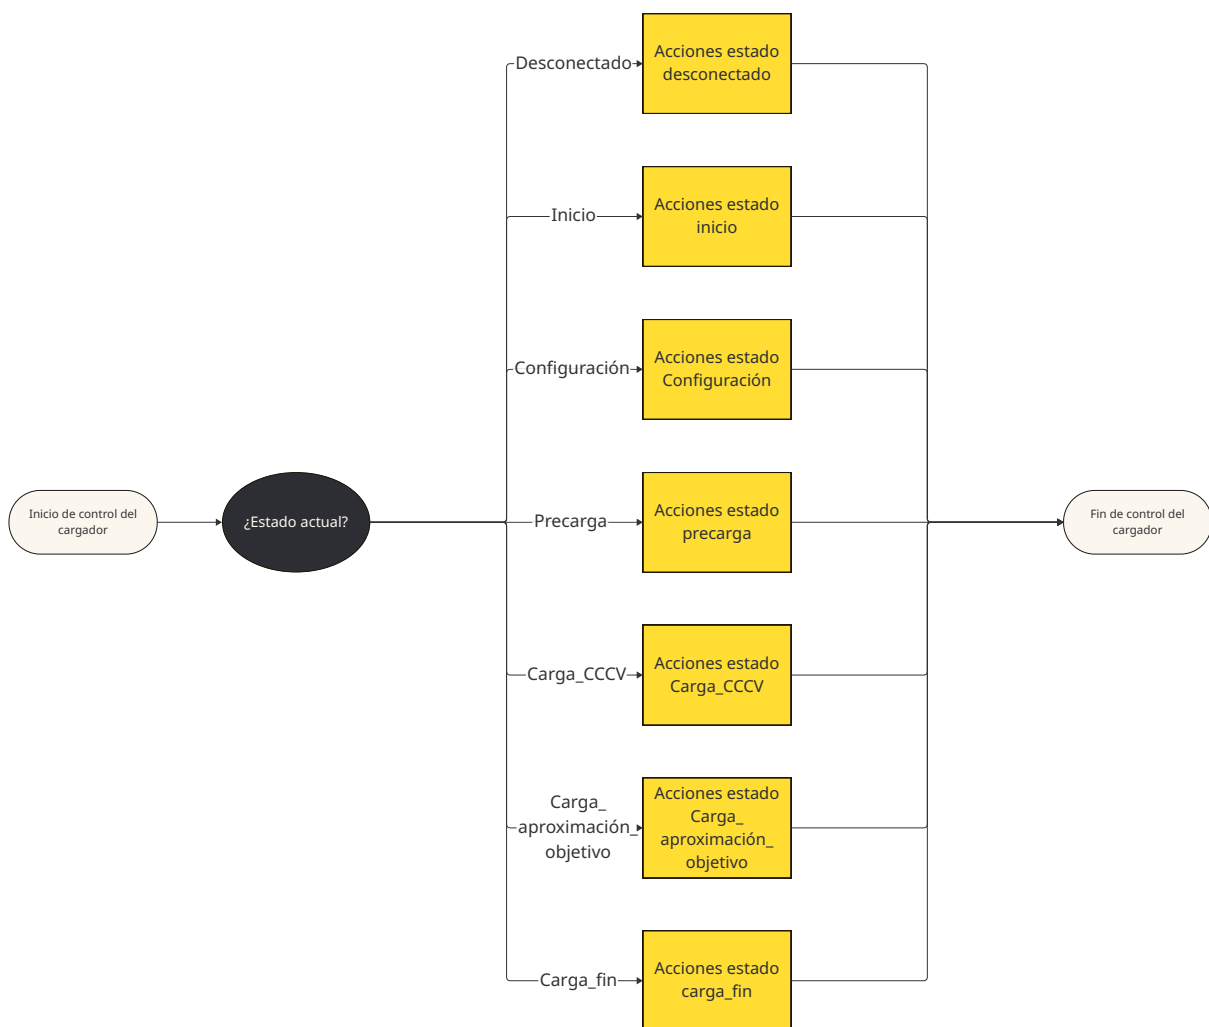 Desconectado
Acciones estado
desconectado
Inicio
Acciones estado
inicio
Configuración
Acciones estado
Configuración
Inicio de control del
cargador
¿Estado actual?
Precarga
Acciones estado
precarga
Fin de control del
cargador
Carga_CCCV
Acciones estado
Carga_CCCV
Carga_
aproximación_
objetivo
Acciones estado
Carga_
aproximación_
objetivo
Carga_fin
Acciones estado
carga_fin